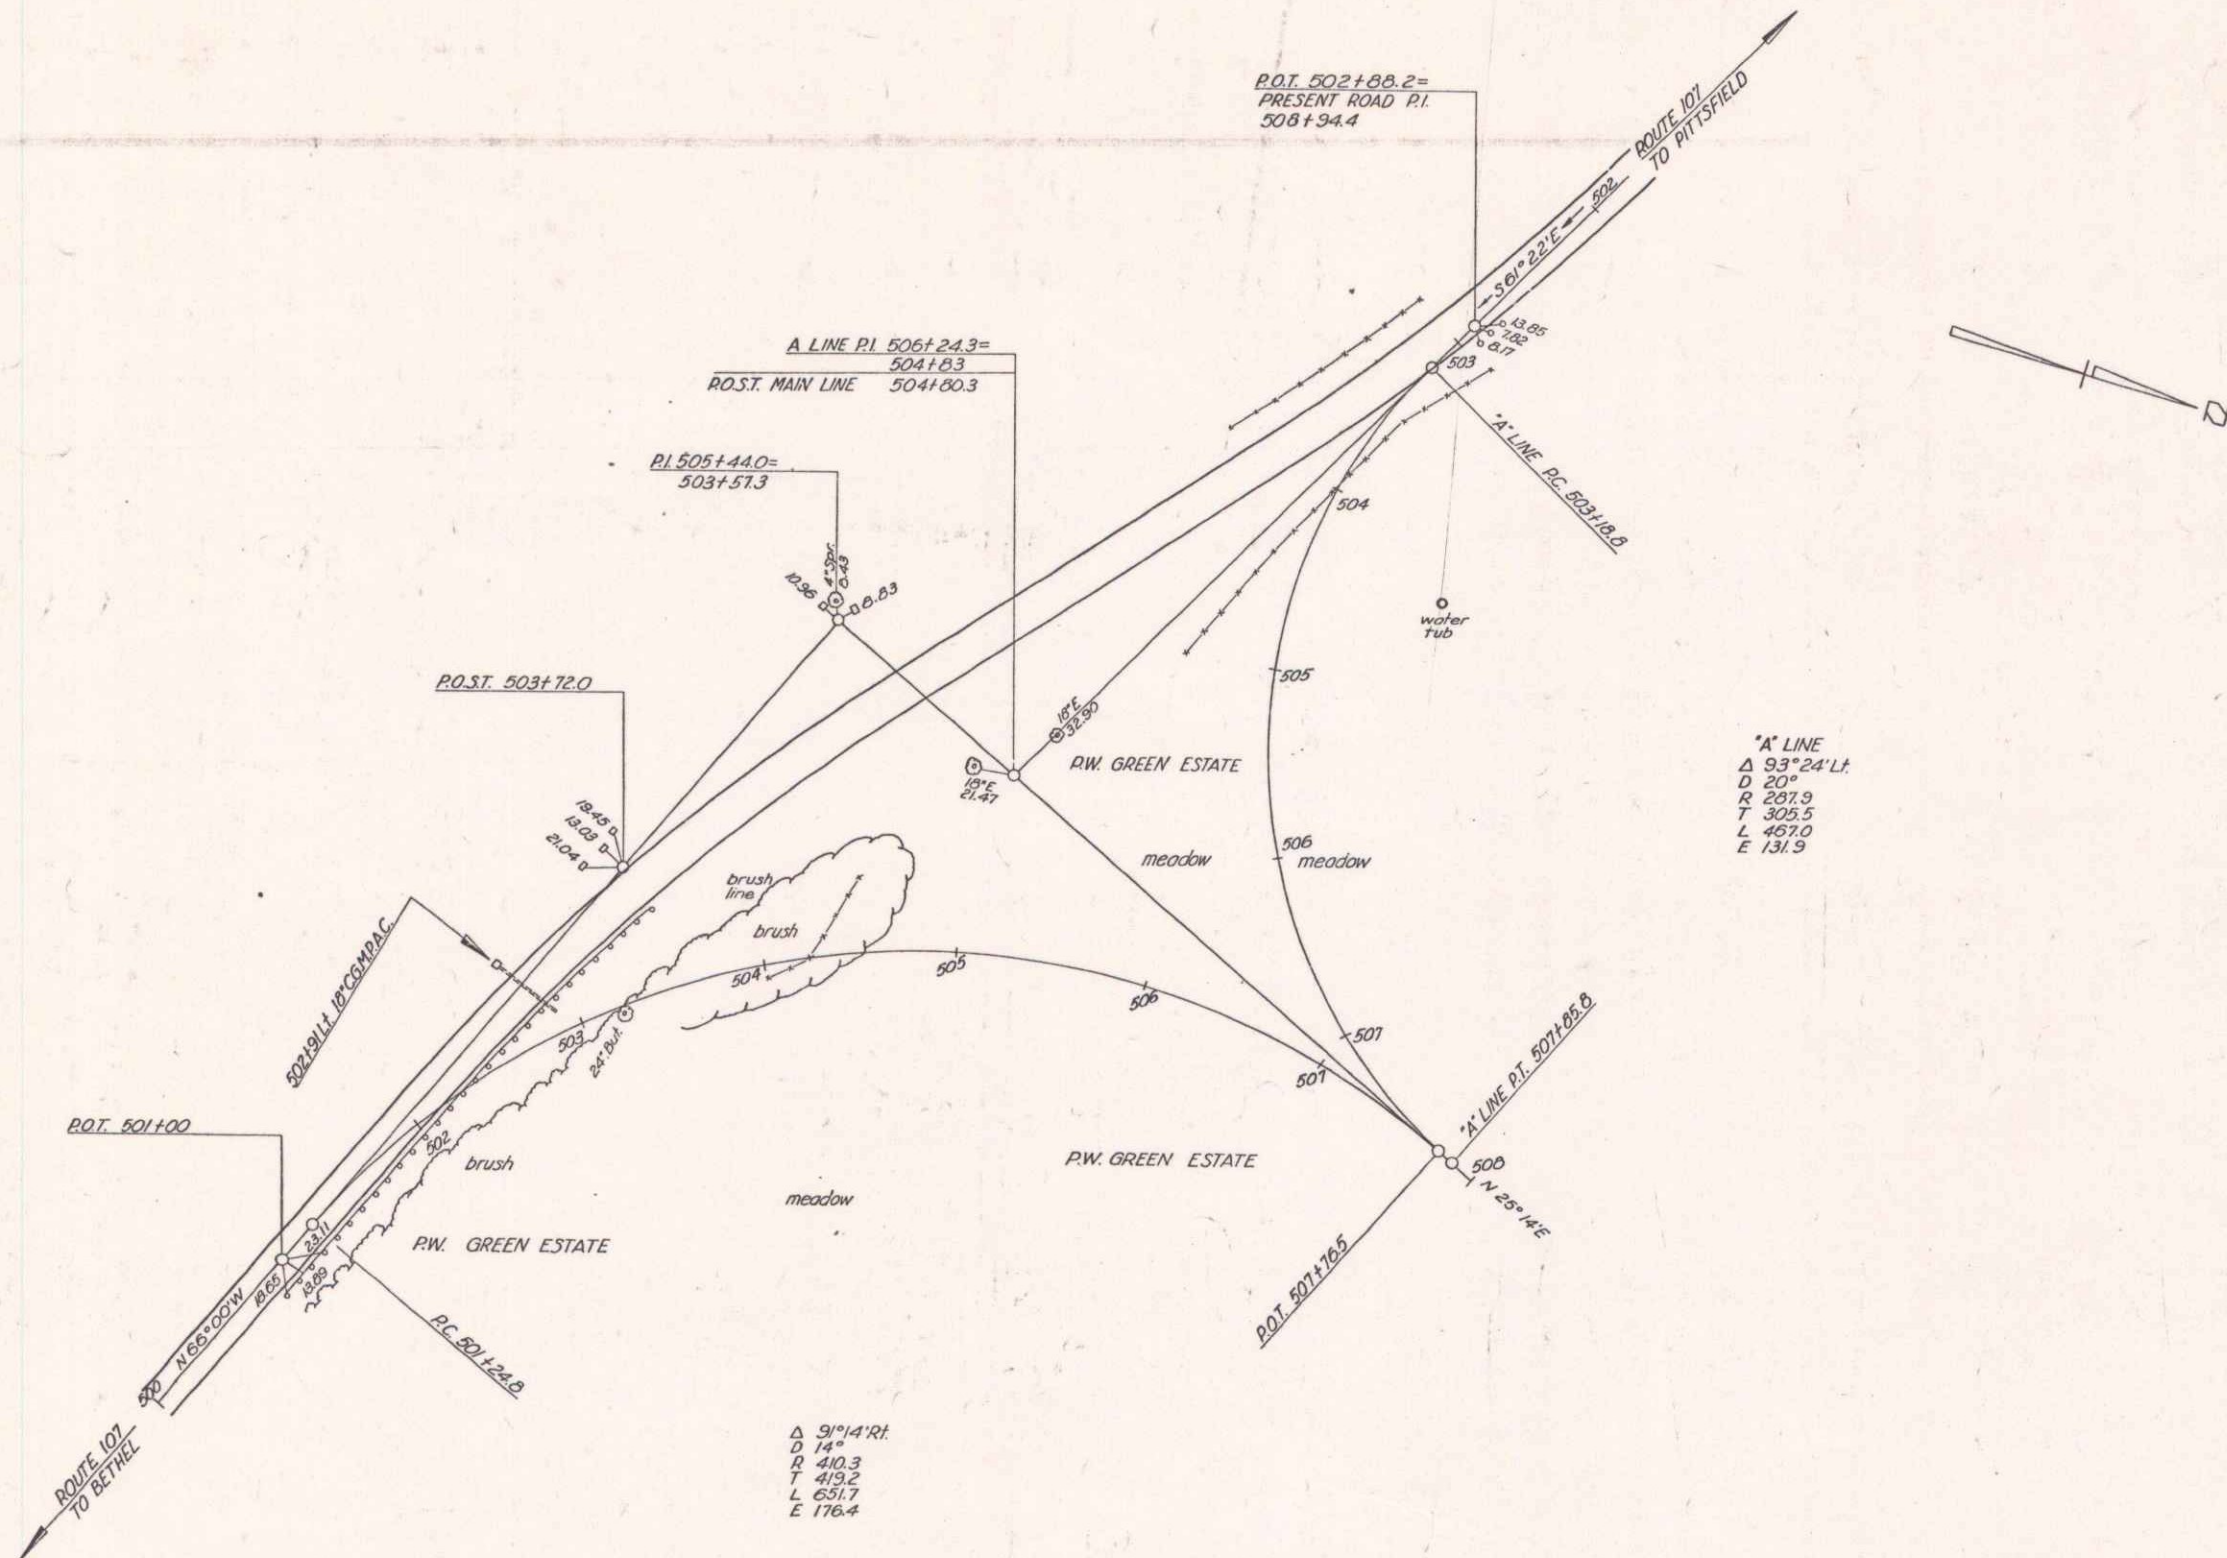 P.O.T. 502+88.2=
PRESENT ROAD P.I.
508+94.4
ROUTE 107
TO PITTSFIELD
502
S61°22'E
13.85
7.82
8.17
503
A LINE P.I. 506+24.3=
504+83
P.O.S.T. MAIN LINE 504+80.3
"A" LINE P.C. 503+18.8
P.I. 505+44.0=
503+57.3
504
4" Spr.
8.43
10.96
8.83
water
tub
P.O.S.T. 503+72.0
505
18"E
32.90
P.W. GREEN ESTATE
18"E
21.47
"A" LINE
Δ 93°24'Lt.
D 20°
R 287.9
T 305.5
L 467.0
E 131.9
19.45
13.03
21.04
506
meadow
meadow
brush
line
brush
502+91 Lt. 18" C.G.M.P.A.C.
504
505
506
503
24" But.
507
507
"A" LINE P.T. 507+85.8
P.O.T. 501+00
502
brush
P.W. GREEN ESTATE
508
N 25°14'E
meadow
23.11
P.W. GREEN ESTATE
18.65
13.89
P.O.T. 507+76.5
N 66°00'W
P.C. 501+24.8
500
ROUTE 107
TO BETHEL
Δ 91°14'Rt.
D 14°
R 410.3
T 419.2
L 651.7
E 176.4